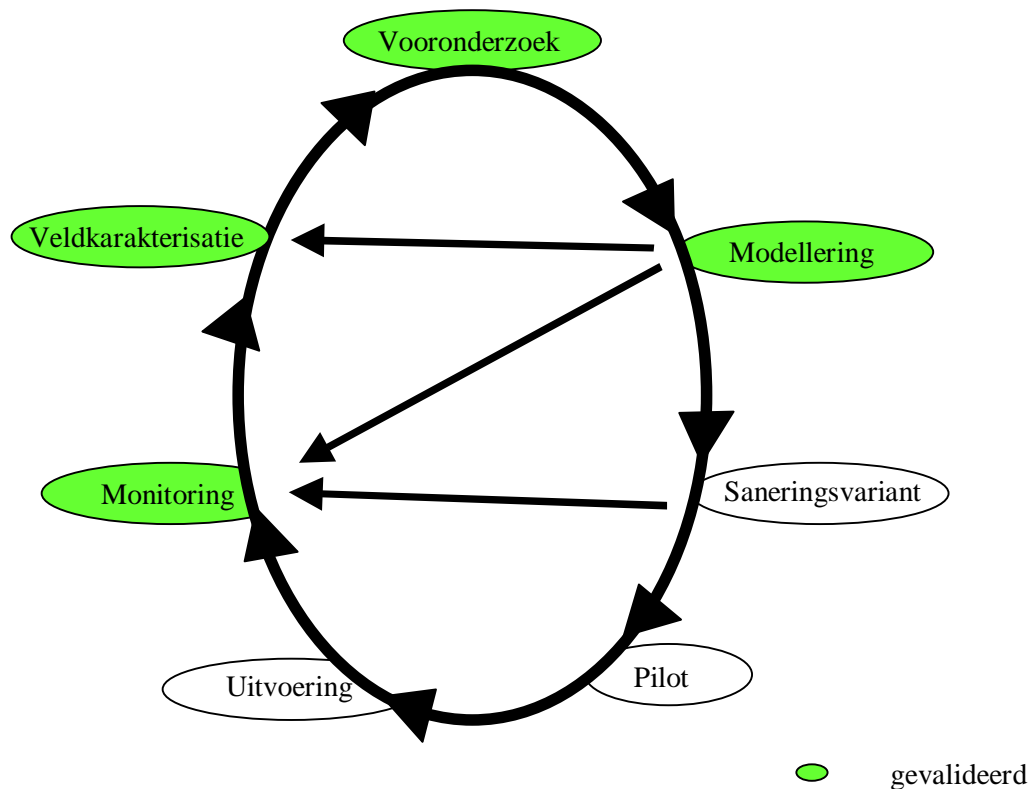 Vooronderzoek
Veldkarakterisatie
Modellering
Monitoring
Saneringsvariant
Uitvoering
Pilot
gevalideerd